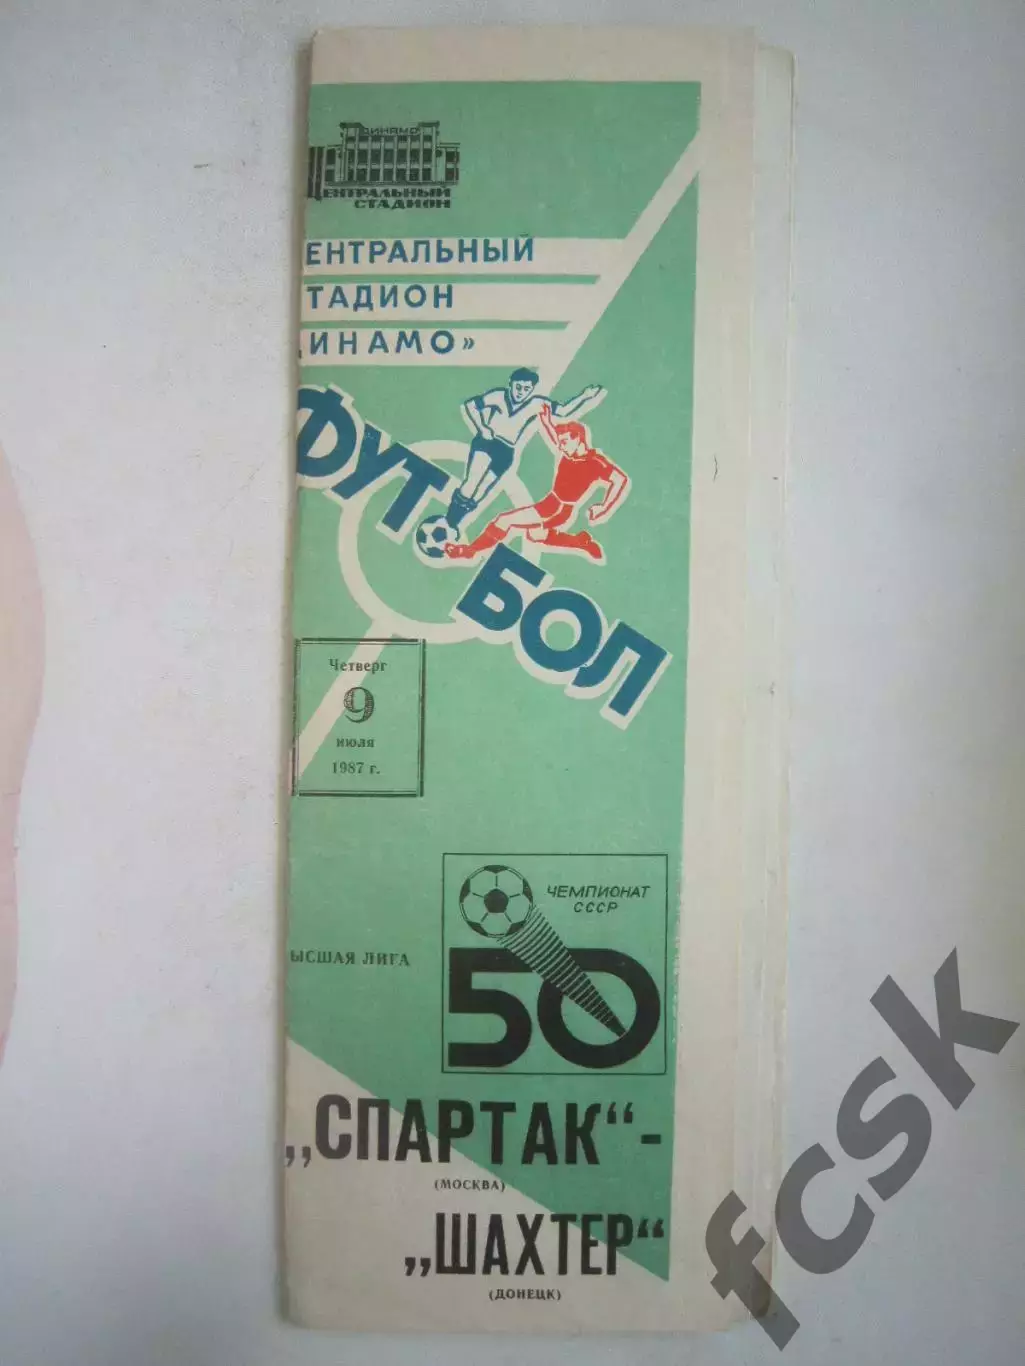 ДИНАМО
ЦЕНТРАЛЬНЫЙ
СТАДИОН
ЕНТРАЛЬНЫЙ
ТАДИОН
ИНАМО»
ФУТ
БОЛ
Четверг
9
июля
1987 г.
ЧЕМПИОНАТ
СССР
50
ЫСШАЯ ЛИГА
„СПАРТАК“-
(МОСКВА)
„ШАХТЕР“
(ДОНЕЦК)
fcsk